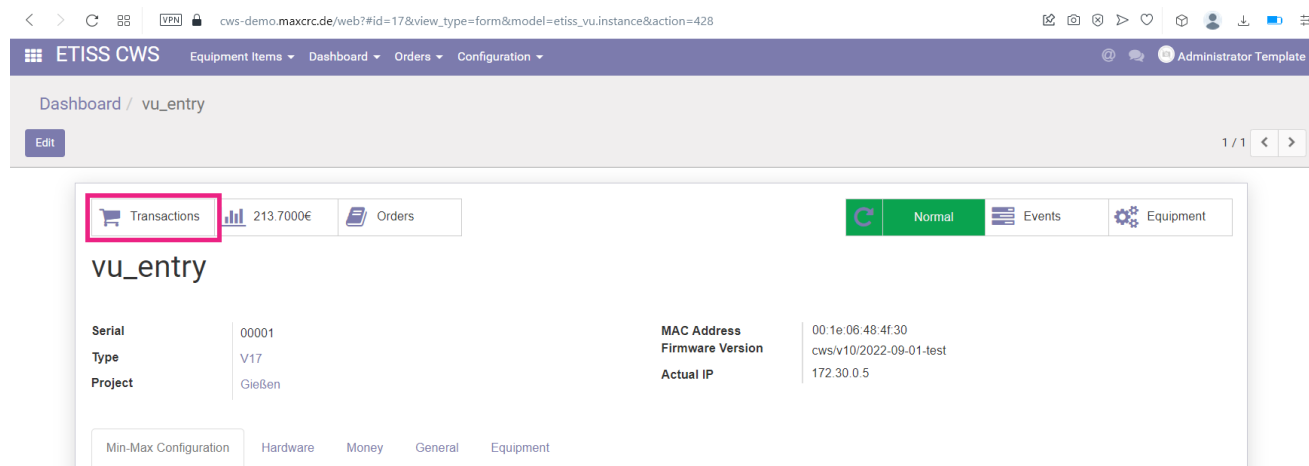 VPN cws-demo.maxcrc.de/web?#id=17&view_type=form&model=etiss_vu.instance&action=428
ETISS CWS Equipment Items Dashboard Orders Configuration @ Administrator Template
Dashboard / vu_entry
Edit 1 / 1
Transactions 213.7000€ Orders Normal Events Equipment
vu_entry
Serial 00001 MAC Address 00:1e:06:48:4f:30
Type V17 Firmware Version cws/v10/2022-09-01-test
Project Gießen Actual IP 172.30.0.5
Min-Max Configuration Hardware Money General Equipment